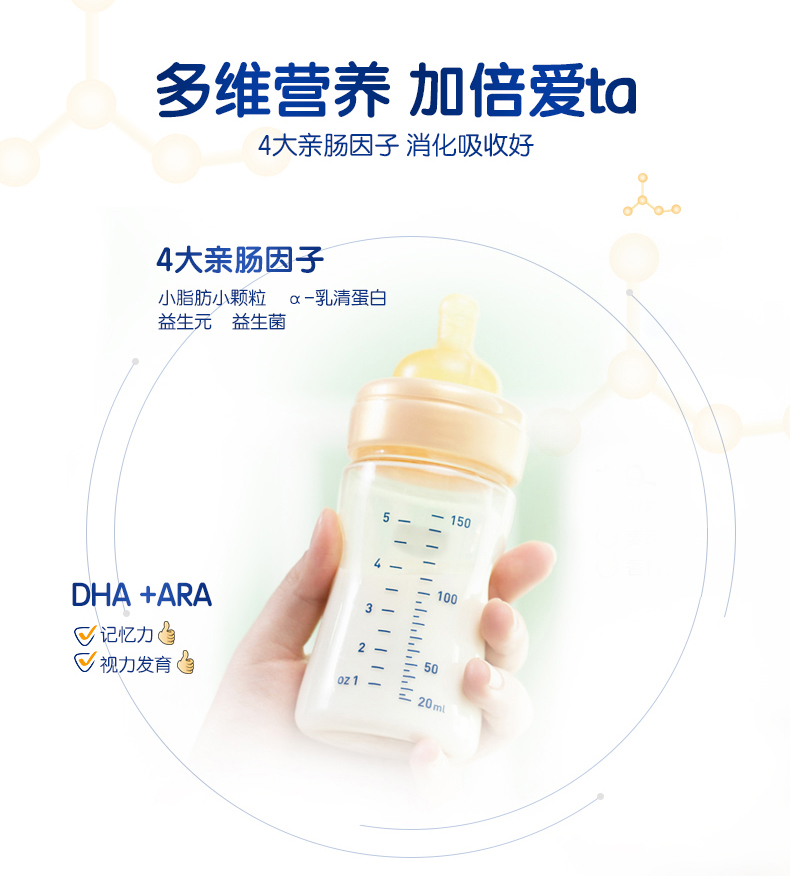 多维营养 加倍爱ta
4大亲肠因子 消化吸收好
4大亲肠因子
小脂肪小颗粒 α-乳清蛋白
益生元 益生菌
5 150
4
100
3
2
50
oz1
20ml
DHA +ARA
记忆力
视力发育